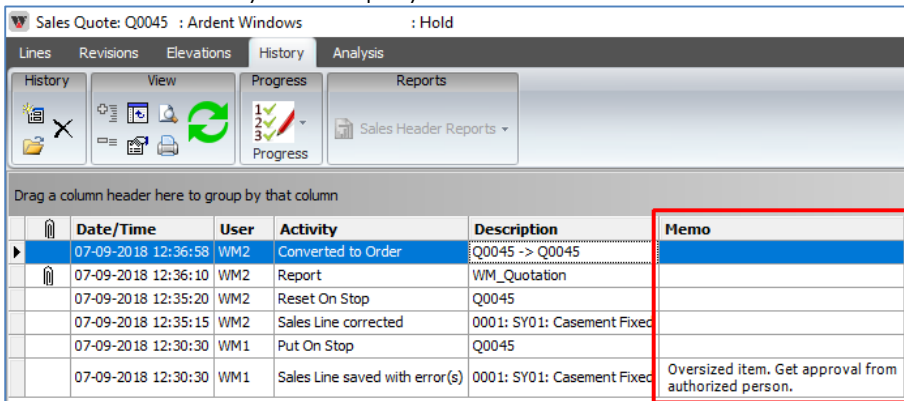 Sales Quote: Q0045 : Ardent Windows : Hold
Lines Revisions Elevations History Analysis
History View Progress Reports
Sales Header Reports
Progress
Drag a column header here to group by that column
Date/Time User Activity Description Memo
07-09-2018 12:36:58 WM2 Converted to Order Q0045 -> Q0045
07-09-2018 12:36:10 WM2 Report WM_Quotation
07-09-2018 12:35:20 WM2 Reset On Stop Q0045
07-09-2018 12:35:15 WM2 Sales Line corrected 0001: SY01: Casement Fixed
07-09-2018 12:30:30 WM1 Put On Stop Q0045
07-09-2018 12:30:30 WM1 Sales Line saved with error(s) 0001: SY01: Casement Fixed Oversized item. Get approval from
authorized person.